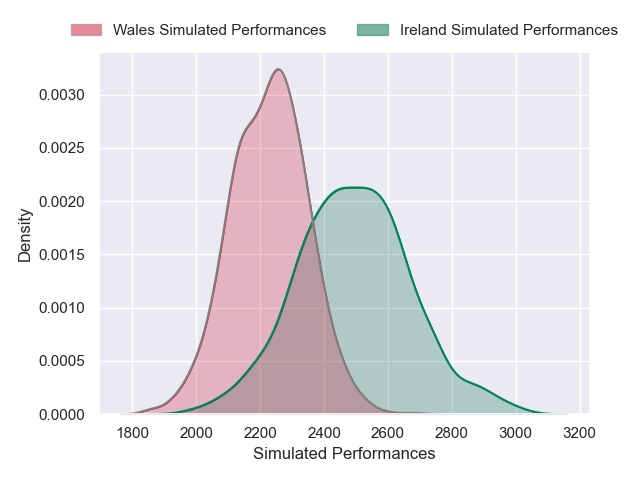 Wales Simulated Performances
Ireland Simulated Performances
0.0030
0.0025
0.0020
0.0015
0.0010
0.0005
0.0000
Density
1800 2000 2200 2400 2600 2800 3000 3200
Simulated Performances